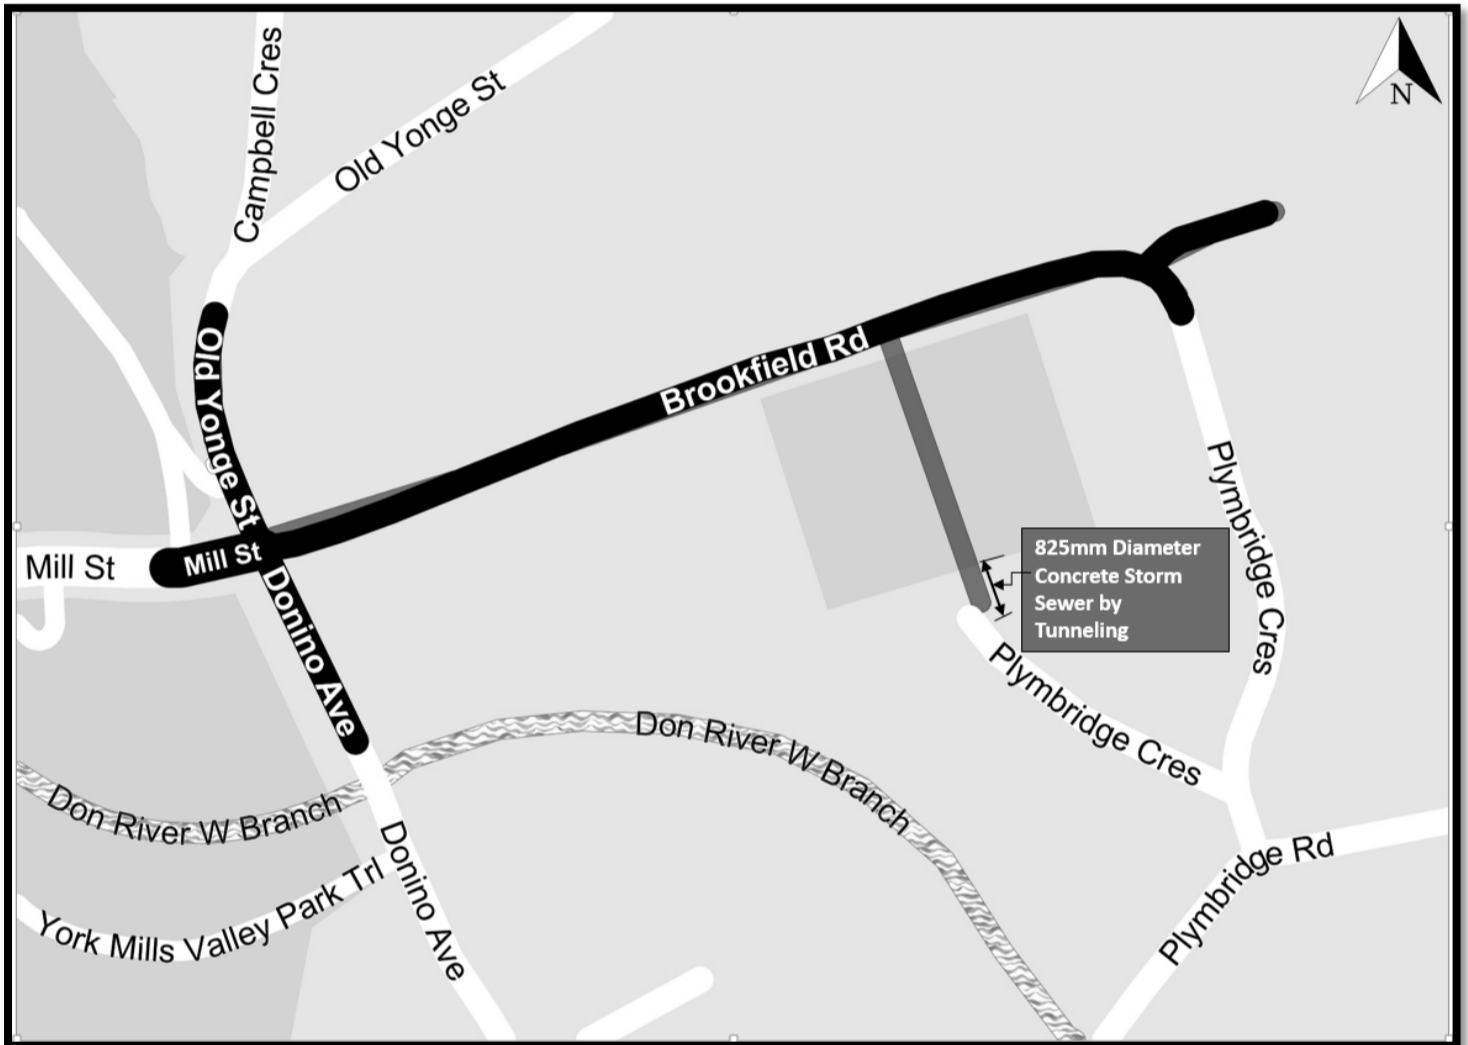 Campbell Cres
Old Yonge St
N
Old Yonge St
Brookfield Rd
Mill St
Mill St
Donino Ave
Plymbridge Cres
825mm Diameter
Concrete Storm
Sewer by
Tunneling
Plymbridge Cres
Don River W Branch
Don River W Branch
Donino Ave
York Mills Valley Park Trl
Plymbridge Rd